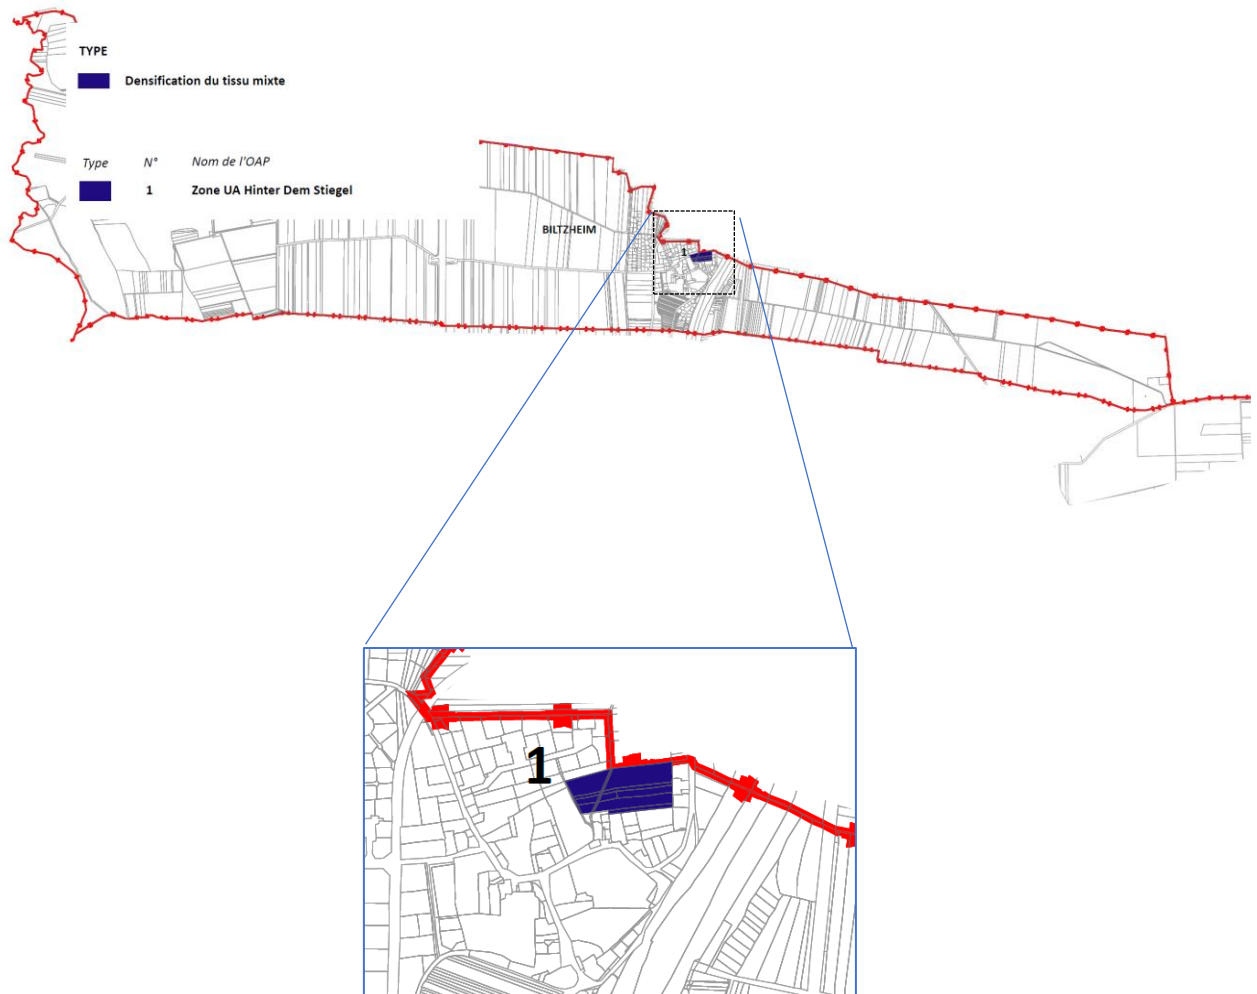 TYPE
Densification du tissu mixte
Type N° Nom de l'OAP
1 Zone UA Hinter Dem Stiegel
BILTZHEIM
1
1